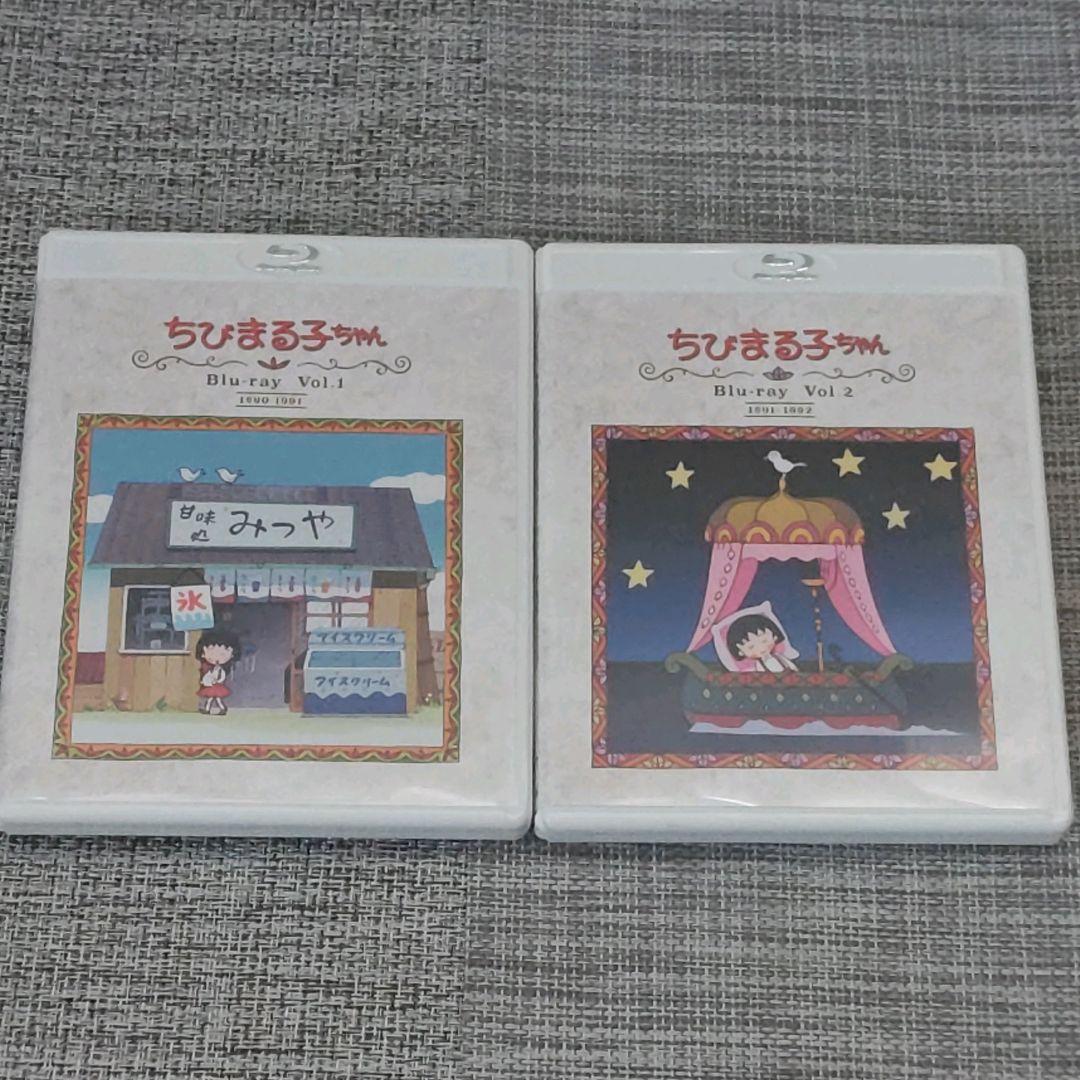 ちびまる子ちゃん
Blu-ray Vol.1
1990-1991
甘味処 みつや
氷
アイスクリーム
アイスクリーム
ちびまる子ちゃん
Blu-ray Vol 2
1991-1992